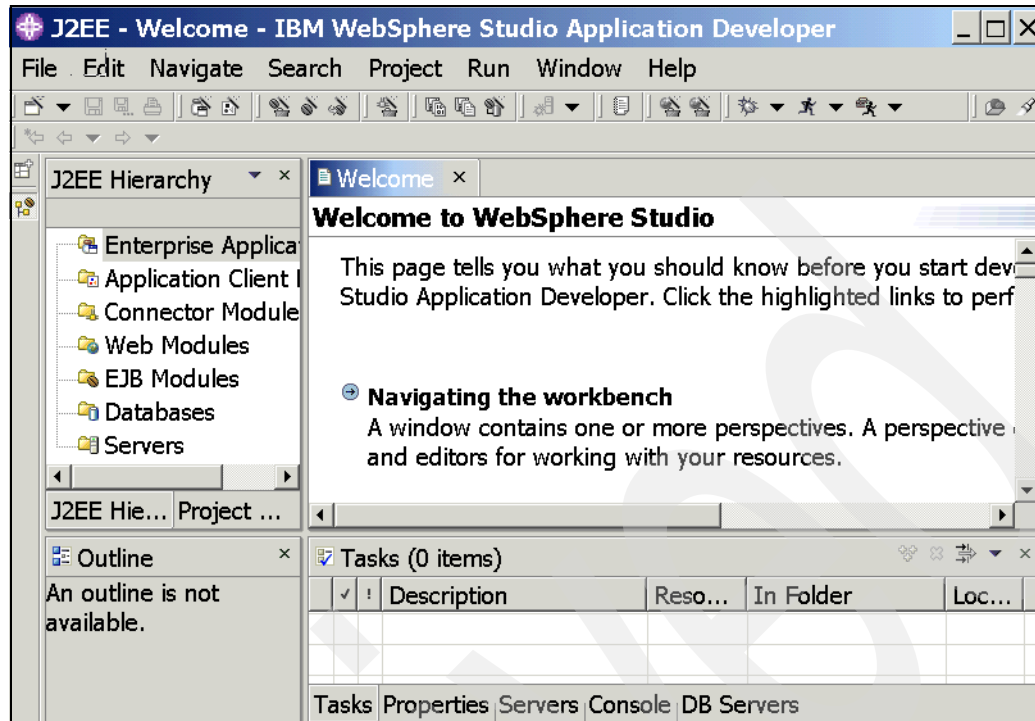 J2EE - Welcome - IBM WebSphere Studio Application Developer
File Edit Navigate Search Project Run Window Help
J2EE Hierarchy
Enterprise Applica
Application Client
Connector Module
Web Modules
EJB Modules
Databases
Servers
J2EE Hie... Project ...
Welcome
Welcome to WebSphere Studio
This page tells you what you should know before you start dev
Studio Application Developer. Click the highlighted links to perf
Navigating the workbench
A window contains one or more perspectives. A perspective
and editors for working with your resources.
Outline
An outline is not
available.
Tasks (0 items)
! Description Reso... In Folder Loc...
Tasks Properties Servers Console DB Servers